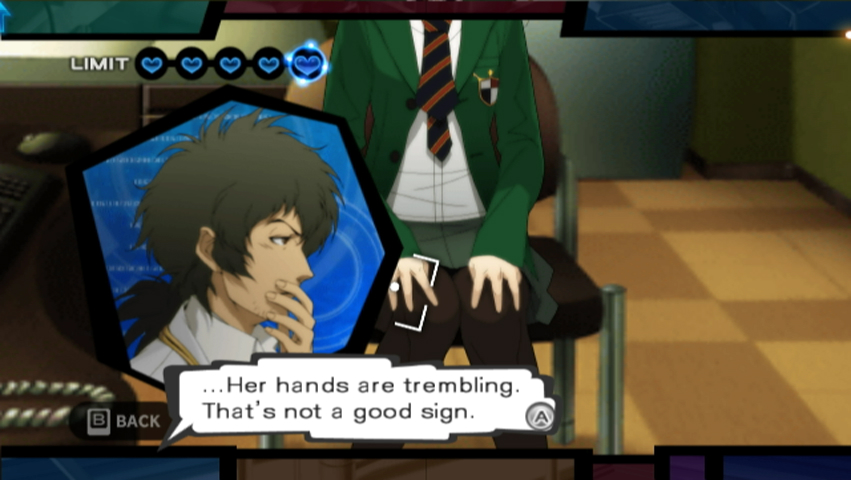 LIMIT
...Her hands are trembling.
That's not a good sign.
A
B BACK